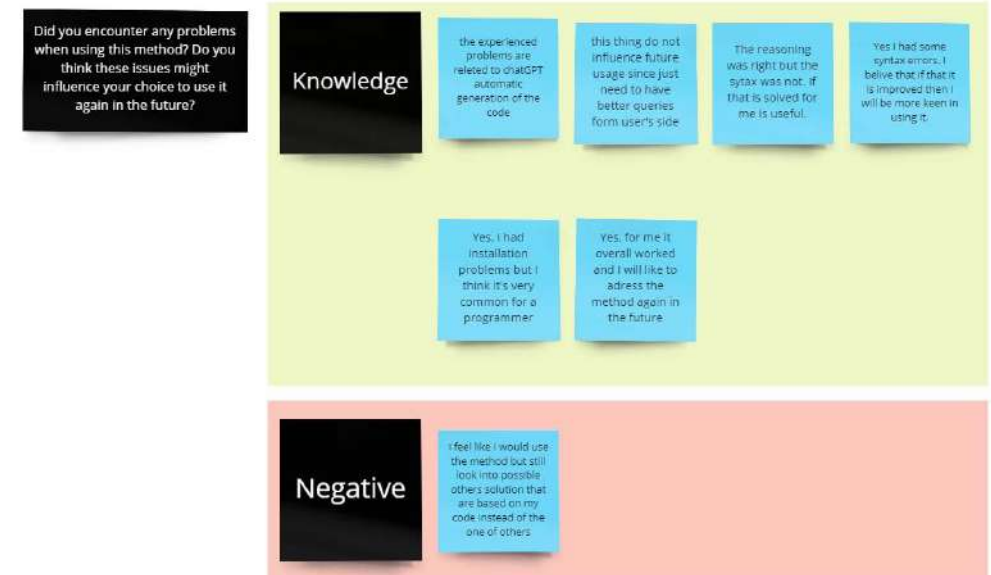 Did you encounter any problems
when using this method? Do you
think these issues might
influence your choice to use it
again in the future?
Knowledge
the experienced
problems are
releted to chatGPT
automatic
generation of the
code
this thing do not
influence future
usage since just
need to have
better queries
form user's side
The reasoning
was right but the
sytax was not. If
that is solved for
me is useful.
Yes I had some
syntax errors. I
belive that if that it
is improved then I
will be more keen in
using it.
Yes, I had
installation
problems but I
think it's very
common for a
programmer
Yes, for me it
overall worked
and I will like to
adress the
method again in
the future
Negative
I feel like I would use
the method but still
look into possible
others solution that
are based on my
code instead of the
one of others